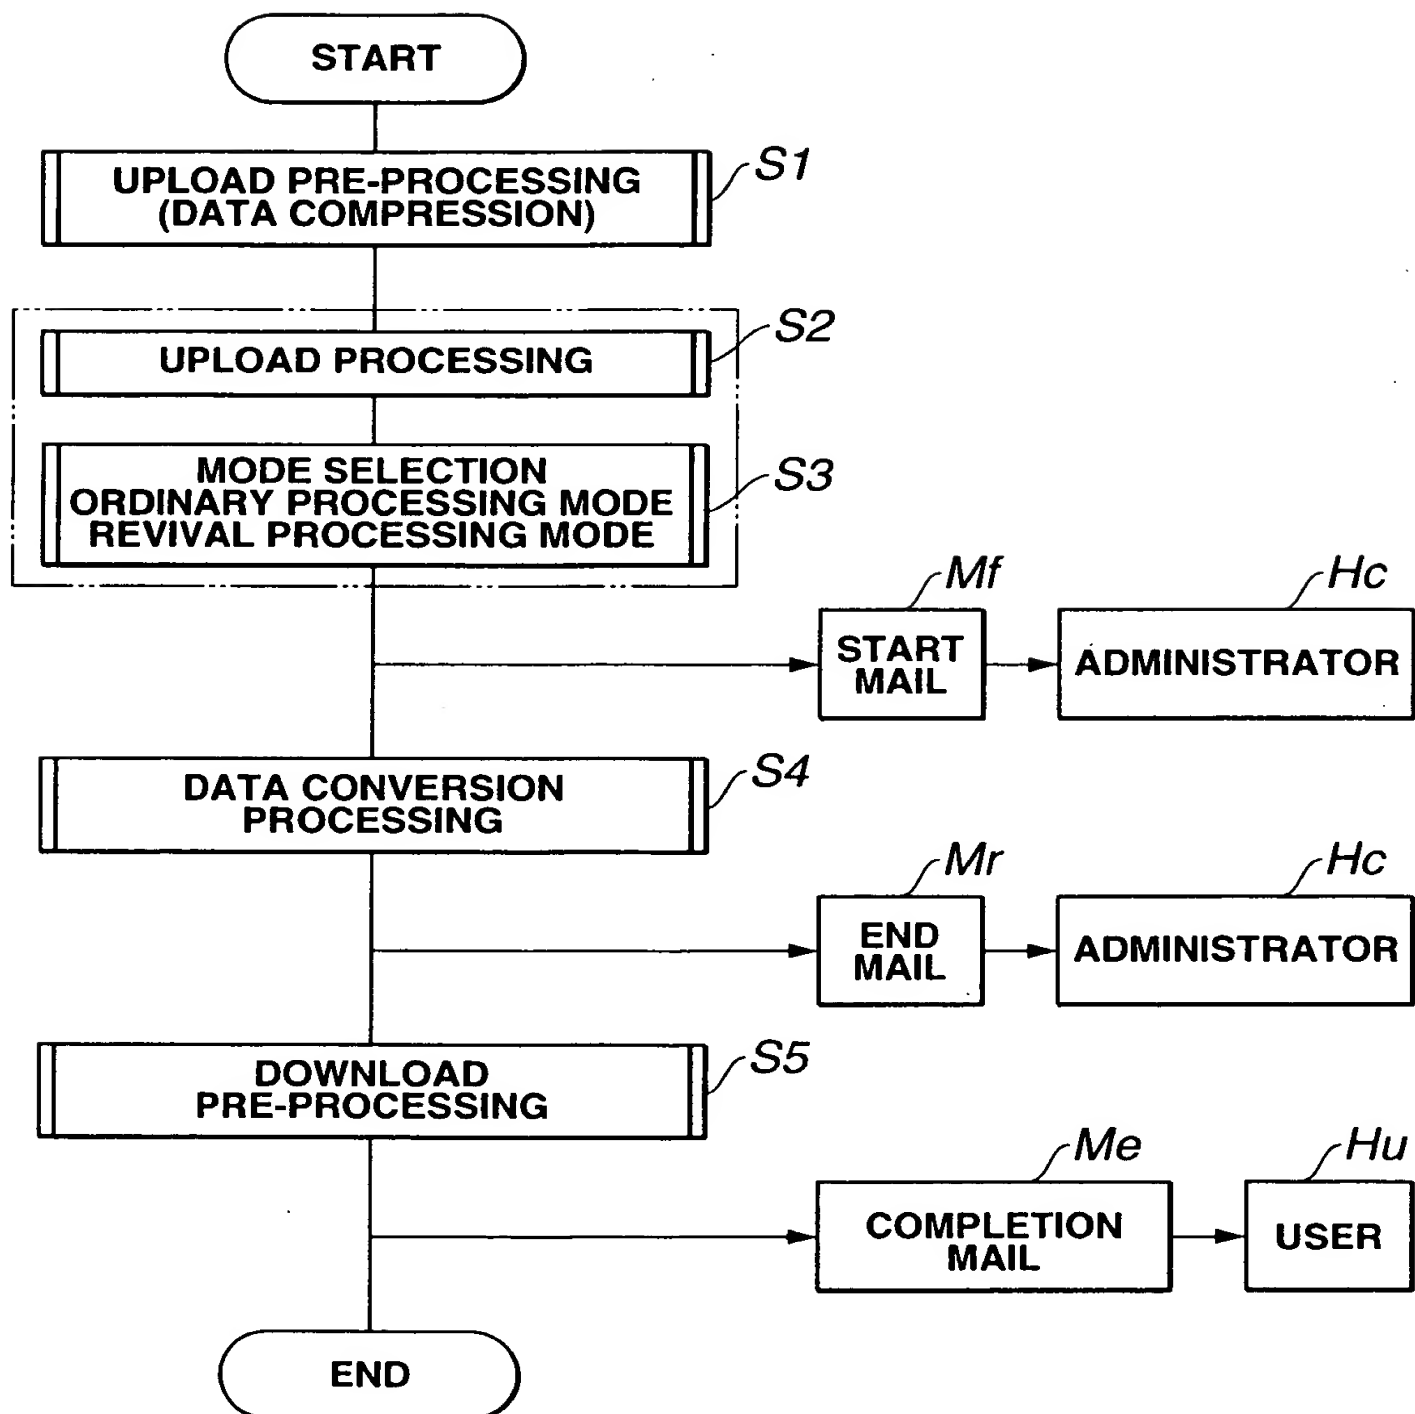 START
S1
UPLOAD PRE-PROCESSING
(DATA COMPRESSION)
S2
UPLOAD PROCESSING
S3
MODE SELECTION
ORDINARY PROCESSING MODE
REVIVAL PROCESSING MODE
Mf
Hc
START
MAIL
ADMINISTRATOR
S4
DATA CONVERSION
PROCESSING
Mr
Hc
END
MAIL
ADMINISTRATOR
S5
DOWNLOAD
PRE-PROCESSING
Me
Hu
COMPLETION
MAIL
USER
END